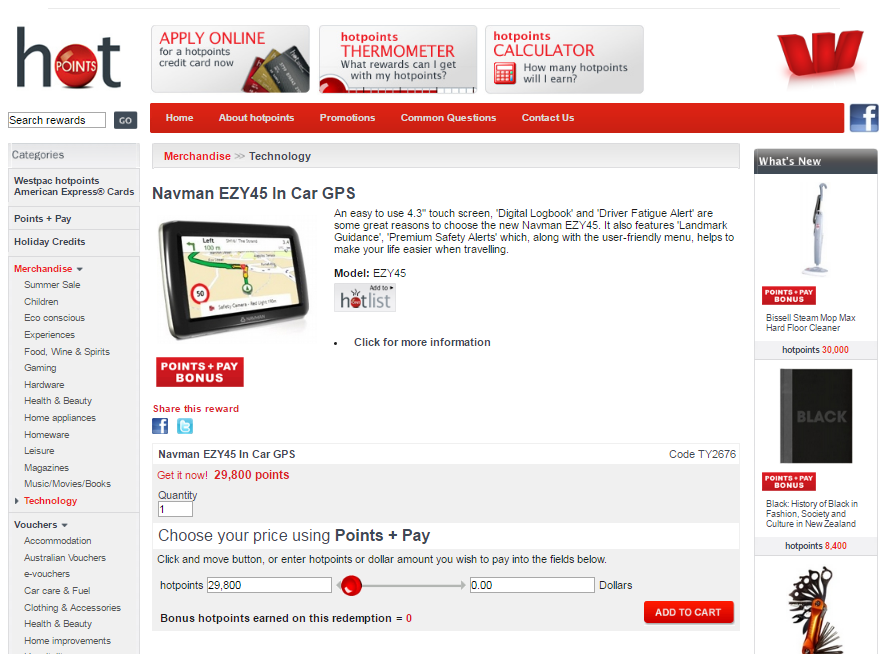 hot
POINTS
APPLY ONLINE
for a hotpoints
credit card now
hotpoints
THERMOMETER
What rewards can I get
with my hotpoints?
hotpoints
CALCULATOR
How many hotpoints
will I earn?
Search rewards
GO
Home
About hotpoints
Promotions
Common Questions
Contact Us
Categories
Westpac hotpoints
American Express® Cards
Points + Pay
Holiday Credits
Merchandise
Summer Sale
Children
Eco conscious
Experiences
Food, Wine & Spirits
Gaming
Hardware
Health & Beauty
Home appliances
Homeware
Leisure
Magazines
Music/Movies/Books
Technology
Vouchers
Accommodation
Australian Vouchers
e-vouchers
Car care & Fuel
Clothing & Accessories
Health & Beauty
Home improvements
Merchandise >> Technology
Navman EZY45 In Car GPS
Left
100 m
50
Safety Camera - Red Light
An easy to use 4.3" touch screen, 'Digital Logbook' and 'Driver Fatigue Alert' are
some great reasons to choose the new Navman EZY45. It also features 'Landmark
Guidance', 'Premium Safety Alerts' which, along with the user-friendly menu, helps to
make your life easier when travelling.
Model: EZY45
Add to
hotlist
Click for more information
POINTS + PAY
BONUS
Share this reward
Navman EZY45 In Car GPS
Code TY2676
Get it now! 29,800 points
Quantity
1
Choose your price using Points + Pay
Click and move button, or enter hotpoints or dollar amount you wish to pay into the fields below.
hotpoints 29,800
0.00 Dollars
Bonus hotpoints earned on this redemption = 0
ADD TO CART
What's New
POINTS + PAY
BONUS
Bissell Steam Mop Max
Hard Floor Cleaner
hotpoints 30,000
BLACK
POINTS + PAY
BONUS
Black: History of Black in
Fashion, Society and
Culture in New Zealand
hotpoints 8,400